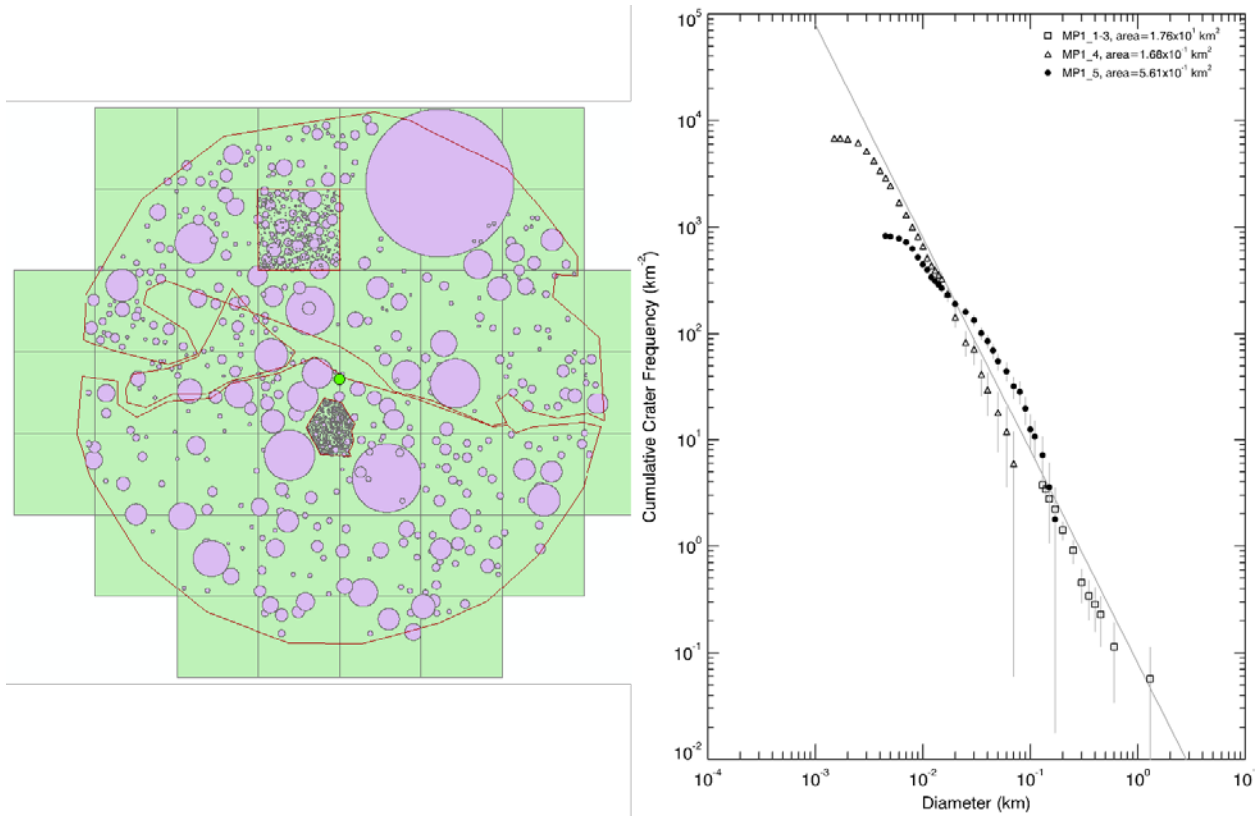 10⁵
10⁴
10³
10²
10¹
10⁰
10⁻¹
10⁻²
Cumulative Crater Frequency (km⁻²)
MP1_1-3, area=1.76x10¹ km²
MP1_4, area=1.68x10⁻¹ km²
MP1_5, area=5.61x10⁻¹ km²
10⁻⁴ 10⁻³ 10⁻² 10⁻¹ 10⁰ 10
Diameter (km)